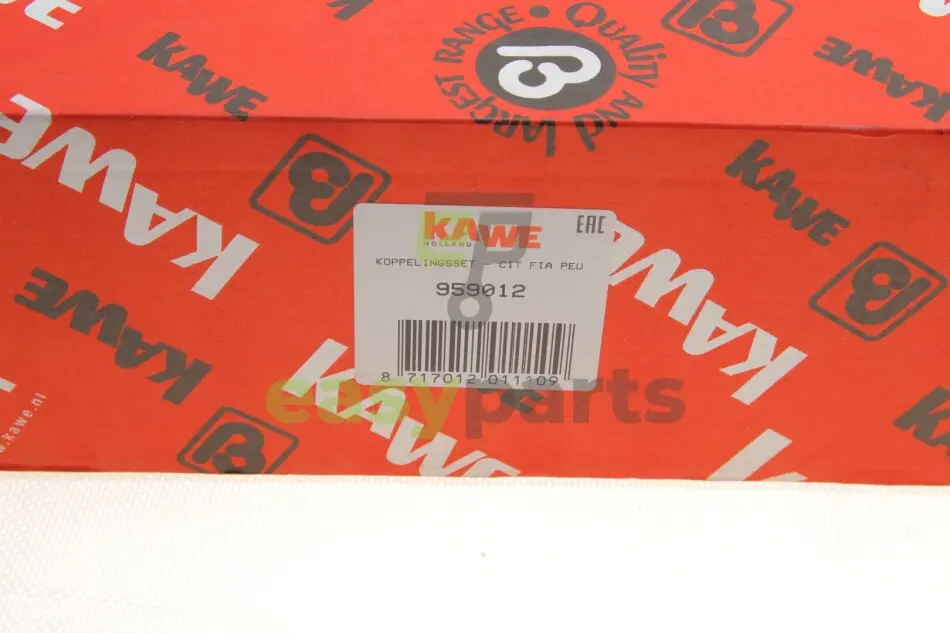 KAWE
QUALITY AND LARGEST RANGE
KAWE
KAWE
KAWE
KAWE
KAWE
HOLLAND
EAC
KOPPELINGSSET - CIT FIA PEU
959012
8 717012 011109
easyparts
KAWE
KAWE
KAWE
www.kawe.nl